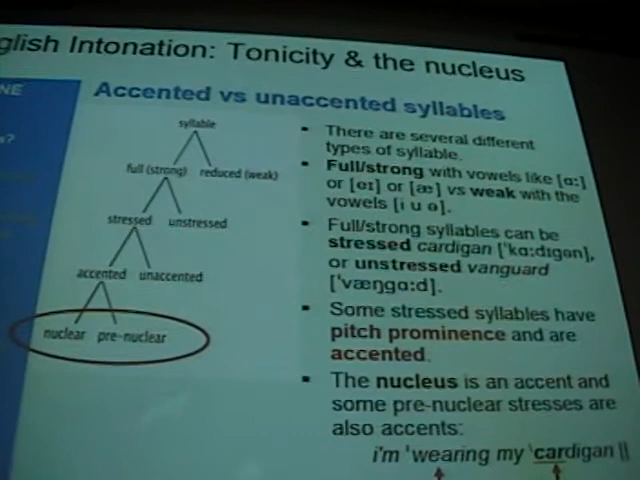 glish Intonation: Tonicity & the nucleus
NE
s?
Accented vs unaccented syllables
syllable
full (strong) reduced (weak)
stressed unstressed
accented unaccented
nuclear pre-nuclear
There are several different
types of syllable.
Full/strong with vowels like [ɑː]
or [eɪ] or [æ] vs weak with the
vowels [i u ə].
Full/strong syllables can be
stressed cardigan [ˈkɑːdɪgən],
or unstressed vanguard
[ˈvæŋgɑːd].
Some stressed syllables have
pitch prominence and are
accented.
The nucleus is an accent and
some pre-nuclear stresses are
also accents:
i'm 'wearing my 'cardigan ||